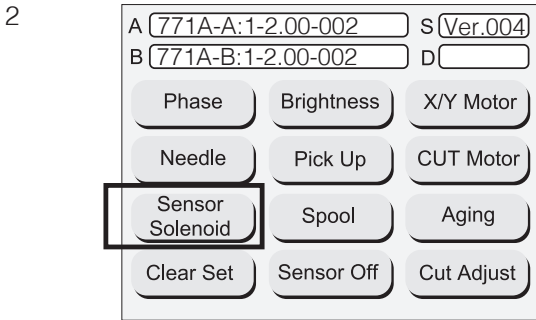 2
A 771A-A:1-2.00-002 S Ver.004
B 771A-B:1-2.00-002 D
Phase Brightness X/Y Motor
Needle Pick Up CUT Motor
Sensor
Solenoid Spool Aging
Clear Set Sensor Off Cut Adjust